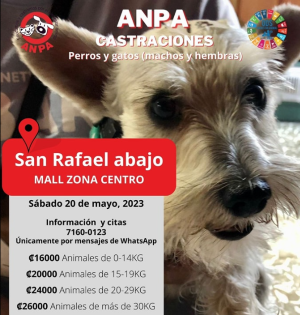 ANPA
CASTRACIONES
Perros y gatos (machos y hembras)
ANPA
San Rafael abajo
MALL ZONA CENTRO
Sábado 20 de mayo, 2023
Información y citas
7160-0123
Únicamente por mensajes de WhatsApp
₡16000 Animales de 0-14KG
₡20000 Animales de 15-19KG
₡24000 Animales de 20-29KG
₡26000 Animales de más de 30KG